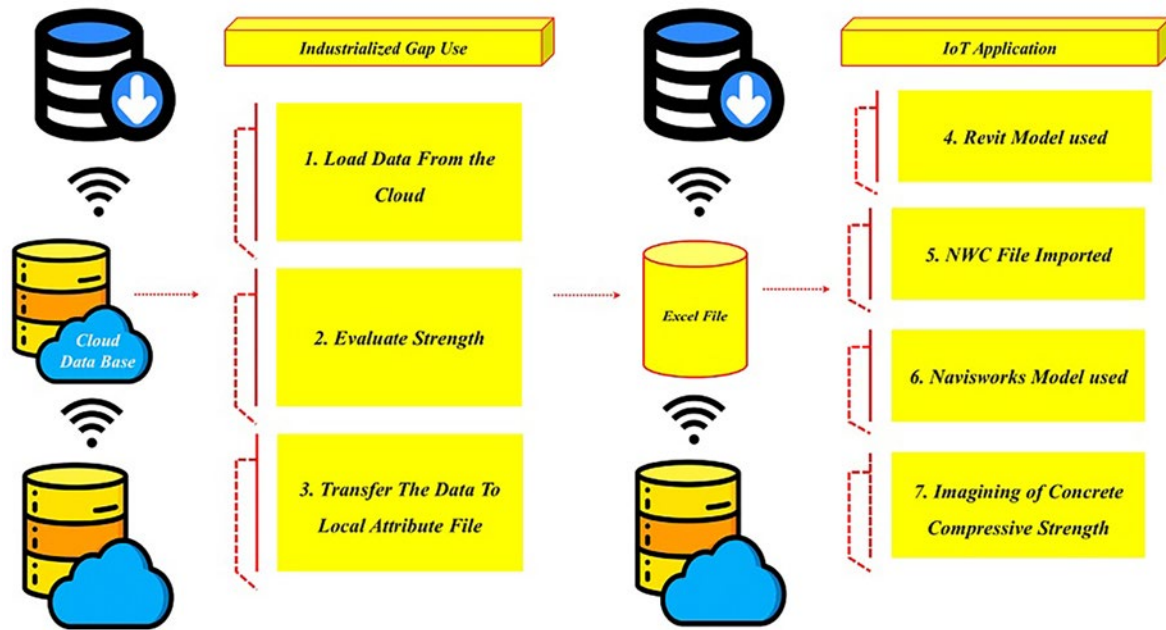 Industrialized Gap Use
1. Load Data From the
Cloud
2. Evaluate Strength
3. Transfer The Data To
Local Attribute File
Cloud
Data Base
Excel File
IoT Application
4. Revit Model used
5. NWC File Imported
6. Navisworks Model used
7. Imagining of Concrete
Compressive Strength